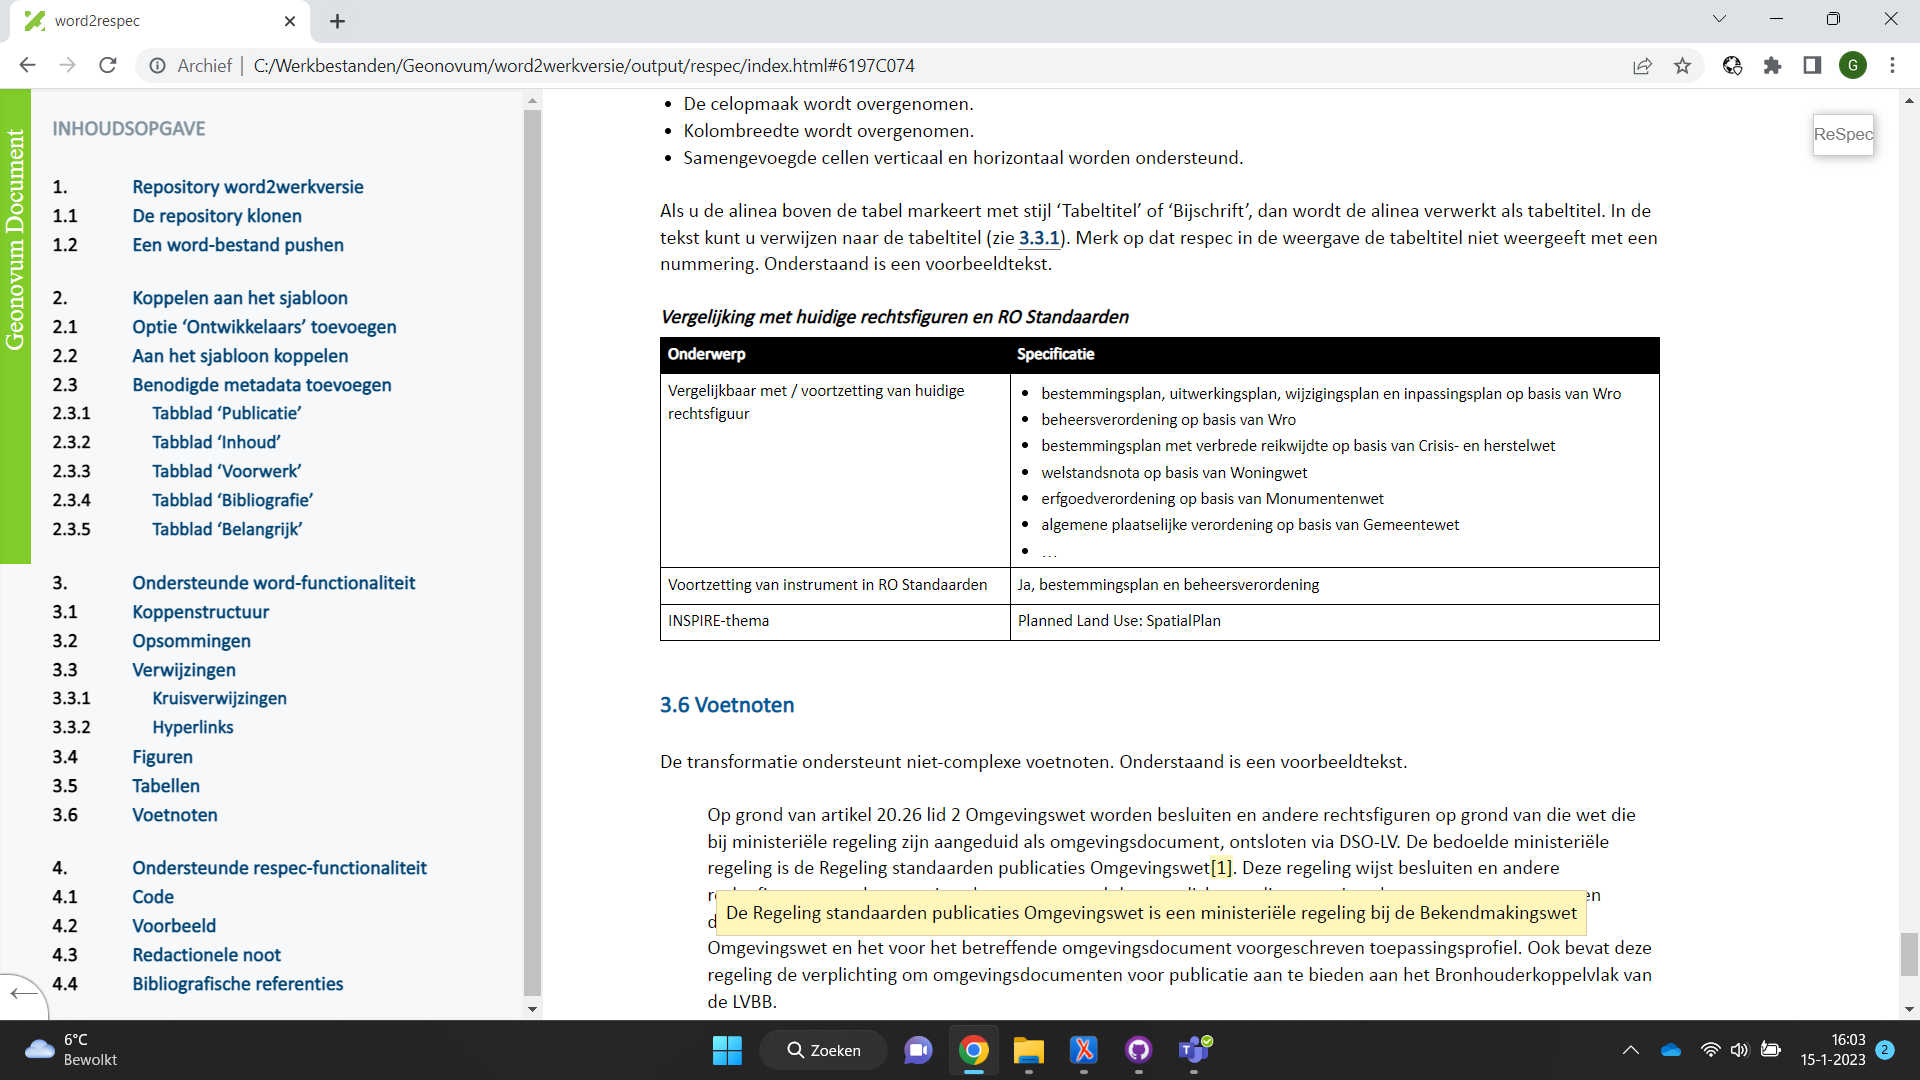 word2respec
Archief | C:/Werkbestanden/Geonovum/word2werkversie/output/respec/index.html#6197C074
G
Geonovum Document
INHOUDSOPGAVE
1. Repository word2werkversie
1.1 De repository klonen
1.2 Een word-bestand pushen
2. Koppelen aan het sjabloon
2.1 Optie ‘Ontwikkelaars’ toevoegen
2.2 Aan het sjabloon koppelen
2.3 Benodigde metadata toevoegen
2.3.1 Tabblad ‘Publicatie’
2.3.2 Tabblad ‘Inhoud’
2.3.3 Tabblad ‘Voorwerk’
2.3.4 Tabblad ‘Bibliografie’
2.3.5 Tabblad ‘Belangrijk’
3. Ondersteunde word-functionaliteit
3.1 Koppenstructuur
3.2 Opsommingen
3.3 Verwijzingen
3.3.1 Kruisverwijzingen
3.3.2 Hyperlinks
3.4 Figuren
3.5 Tabellen
3.6 Voetnoten
4. Ondersteunde respec-functionaliteit
4.1 Code
4.2 Voorbeeld
4.3 Redactionele noot
4.4 Bibliografische referenties
• De celopmaak wordt overgenomen.
• Kolombreedte wordt overgenomen.
• Samengevoegde cellen verticaal en horizontaal worden ondersteund.
ReSpec
Als u de alinea boven de tabel markeert met stijl ‘Tabeltitel’ of ‘Bijschrift’, dan wordt de alinea verwerkt als tabeltitel. In de
tekst kunt u verwijzen naar de tabeltitel (zie 3.3.1). Merk op dat respec in de weergave de tabeltitel niet weergeeft met een
nummering. Onderstaand is een voorbeeldtekst.
Vergelijking met huidige rechtsfiguren en RO Standaarden
Onderwerp Specificatie
Vergelijkbaar met / voortzetting van huidige
rechtsfiguur
• bestemmingsplan, uitwerkingsplan, wijzigingsplan en inpassingsplan op basis van Wro
• beheersverordening op basis van Wro
• bestemmingsplan met verbrede reikwijdte op basis van Crisis- en herstelwet
• welstandsnota op basis van Woningwet
• erfgoedverordening op basis van Monumentenwet
• algemene plaatselijke verordening op basis van Gemeentewet
• …
Voortzetting van instrument in RO Standaarden Ja, bestemmingsplan en beheersverordening
INSPIRE-thema Planned Land Use: SpatialPlan
3.6 Voetnoten
De transformatie ondersteunt niet-complexe voetnoten. Onderstaand is een voorbeeldtekst.
Op grond van artikel 20.26 lid 2 Omgevingswet worden besluiten en andere rechtsfiguren op grond van die wet die
bij ministeriële regeling zijn aangeduid als omgevingsdocument, ontsloten via DSO-LV. De bedoelde ministeriële
regeling is de Regeling standaarden publicaties Omgevingswet[1]. Deze regeling wijst besluiten en andere
De Regeling standaarden publicaties Omgevingswet is een ministeriële regeling bij de Bekendmakingswet
Omgevingswet en het voor het betreffende omgevingsdocument voorgeschreven toepassingsprofiel. Ook bevat deze
regeling de verplichting om omgevingsdocumenten voor publicatie aan te bieden aan het Bronhouderkoppelvlak van
de LVBB.
6°C
Bewolkt
Zoeken
16:03
15-1-2023
2